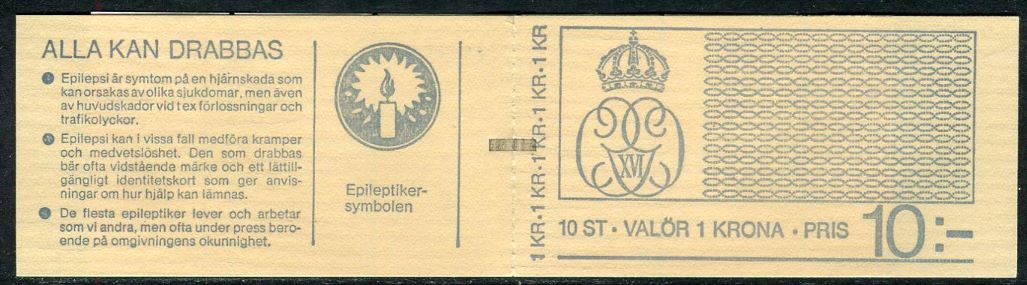 ALLA KAN DRABBAS
Epilepsi är symtom på en hjärnskada som
kan orsakas av olika sjukdomar, men även
av huvudskador vid t ex förlossningar och
trafikolyckor.
Epilepsi kan i vissa fall medföra kramper
och medvetslöshet. Den som drabbas
bär ofta vidstående märke och ett lättill-
gängligt identitetskort som ger anvis-
ningar om hur hjälp kan lämnas.
De flesta epileptiker lever och arbetar
som vi andra, men ofta under press bero-
ende på omgivningens okunnighet.
Epileptiker-
symbolen
1 KR·1 KR·1 KR·1 KR·1 KR
XVI
10 ST · VALÖR 1 KRONA · PRIS 10:-